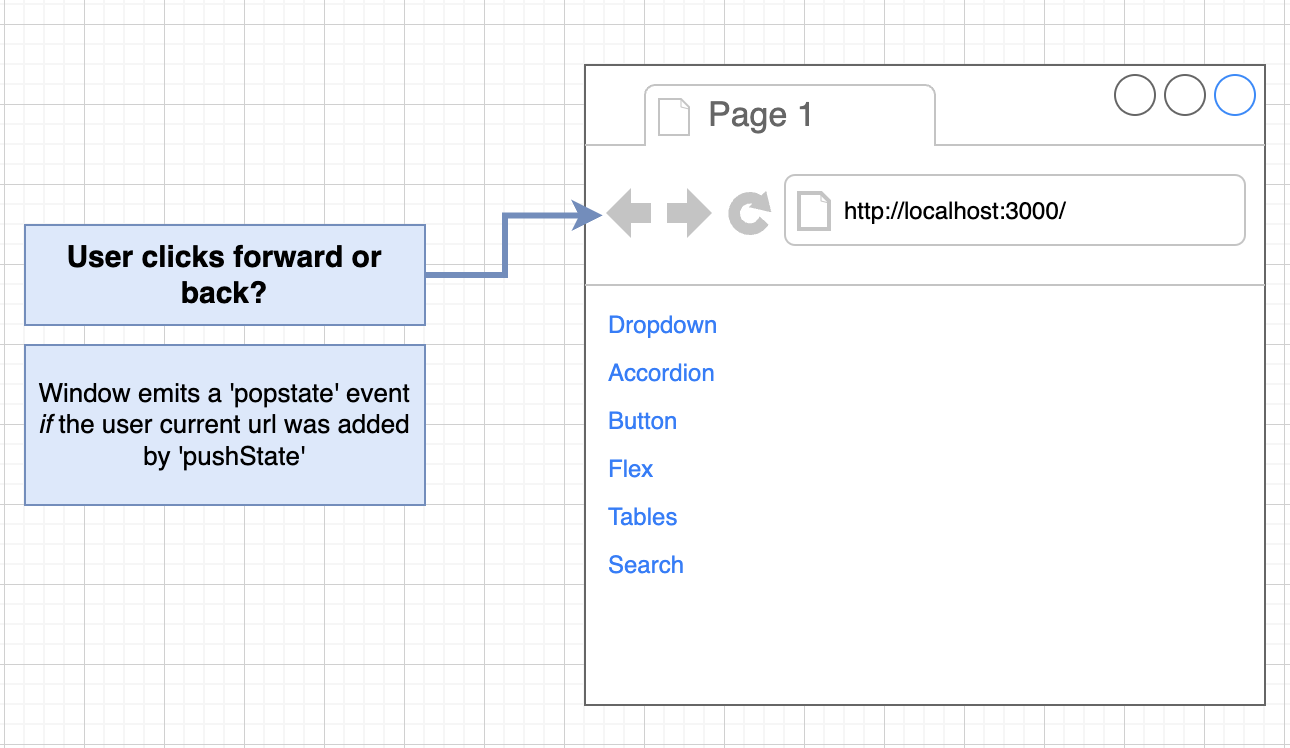 Page 1
http://localhost:3000/
User clicks forward or
back?
Window emits a 'popstate' event
if the user current url was added
by 'pushState'
Dropdown
Accordion
Button
Flex
Tables
Search